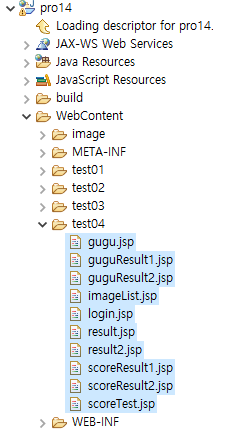 pro14
Loading descriptor for pro14.
JAX-WS Web Services
Java Resources
JavaScript Resources
build
WebContent
image
META-INF
test01
test02
test03
test04
gugu.jsp
guguResult1.jsp
guguResult2.jsp
imageList.jsp
login.jsp
result.jsp
result2.jsp
scoreResult1.jsp
scoreResult2.jsp
scoreTest.jsp
WEB-INF